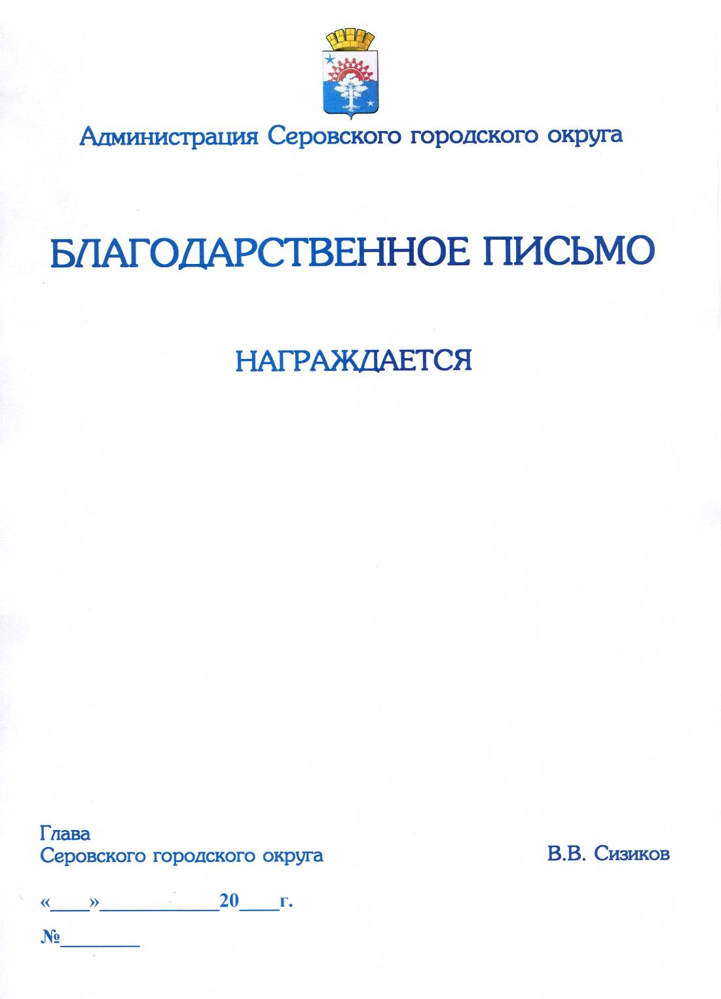 Администрация Серовского городского округа
БЛАГОДАРСТВЕННОЕ ПИСЬМО
НАГРАЖДАЕТСЯ
Глава
Серовского городского округа
В.В. Сизиков
«____»____________20____г.
№________